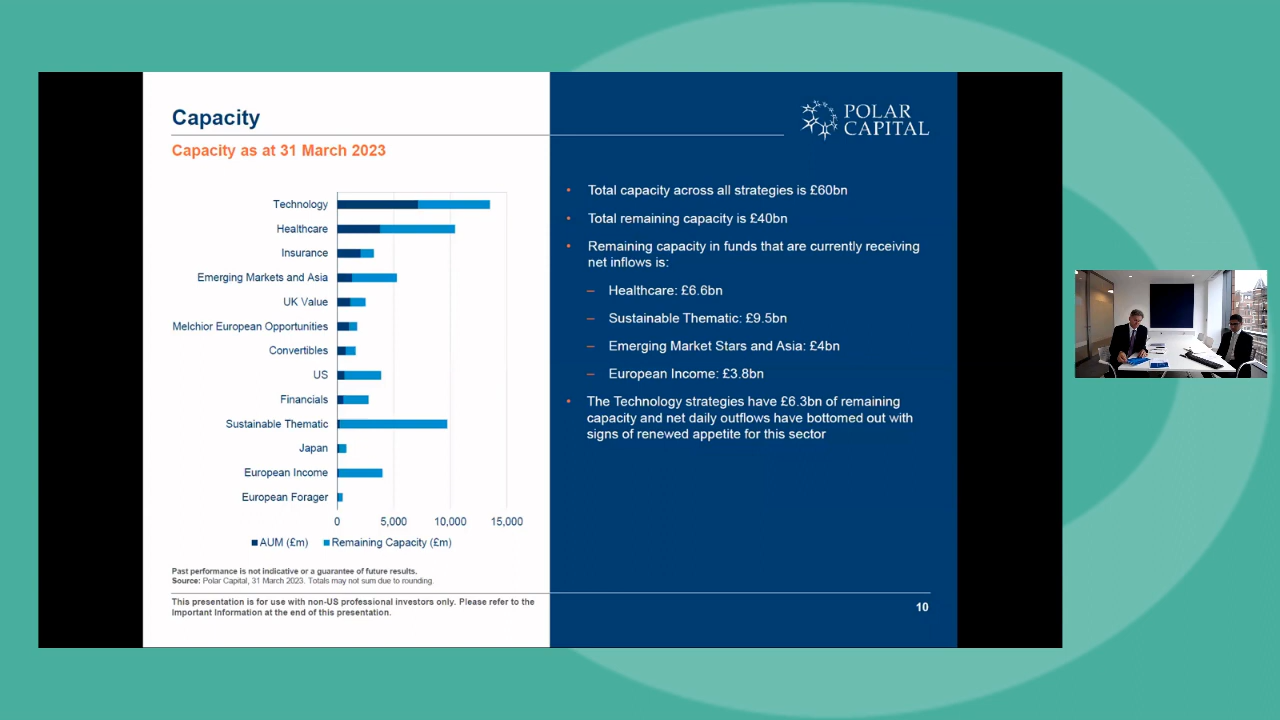 Capacity
POLAR
CAPITAL
Capacity as at 31 March 2023
Technology
Healthcare
Insurance
Emerging Markets and Asia
UK Value
Melchior European Opportunities
Convertibles
US
Financials
Sustainable Thematic
Japan
European Income
European Forager
0 5,000 10,000 15,000
AUM (£m) Remaining Capacity (£m)
Past performance is not indicative or a guarantee of future results.
Source: Polar Capital, 31 March 2023. Totals may not sum due to rounding.
This presentation is for use with non-US professional investors only. Please refer to the
Important Information at the end of this presentation.
• Total capacity across all strategies is £60bn
• Total remaining capacity is £40bn
• Remaining capacity in funds that are currently receiving
net inflows is:
– Healthcare: £6.6bn
– Sustainable Thematic: £9.5bn
– Emerging Market Stars and Asia: £4bn
– European Income: £3.8bn
• The Technology strategies have £6.3bn of remaining
capacity and net daily outflows have bottomed out with
signs of renewed appetite for this sector
10